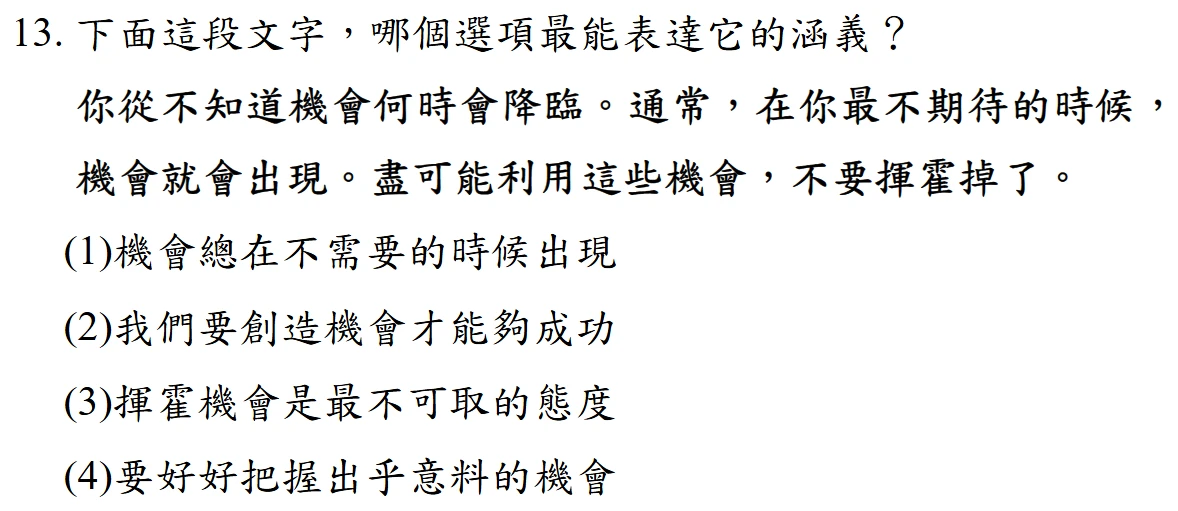 13. 下面這段文字，哪個選項最能表達它的涵義？
你從不知道機會何時會降臨。通常，在你最不期待的時候，
機會就會出現。盡可能利用這些機會，不要揮霍掉了。
(1)機會總在不需要的時候出現
(2)我們要創造機會才能夠成功
(3)揮霍機會是最不可取的態度
(4)要好好把握出乎意料的機會